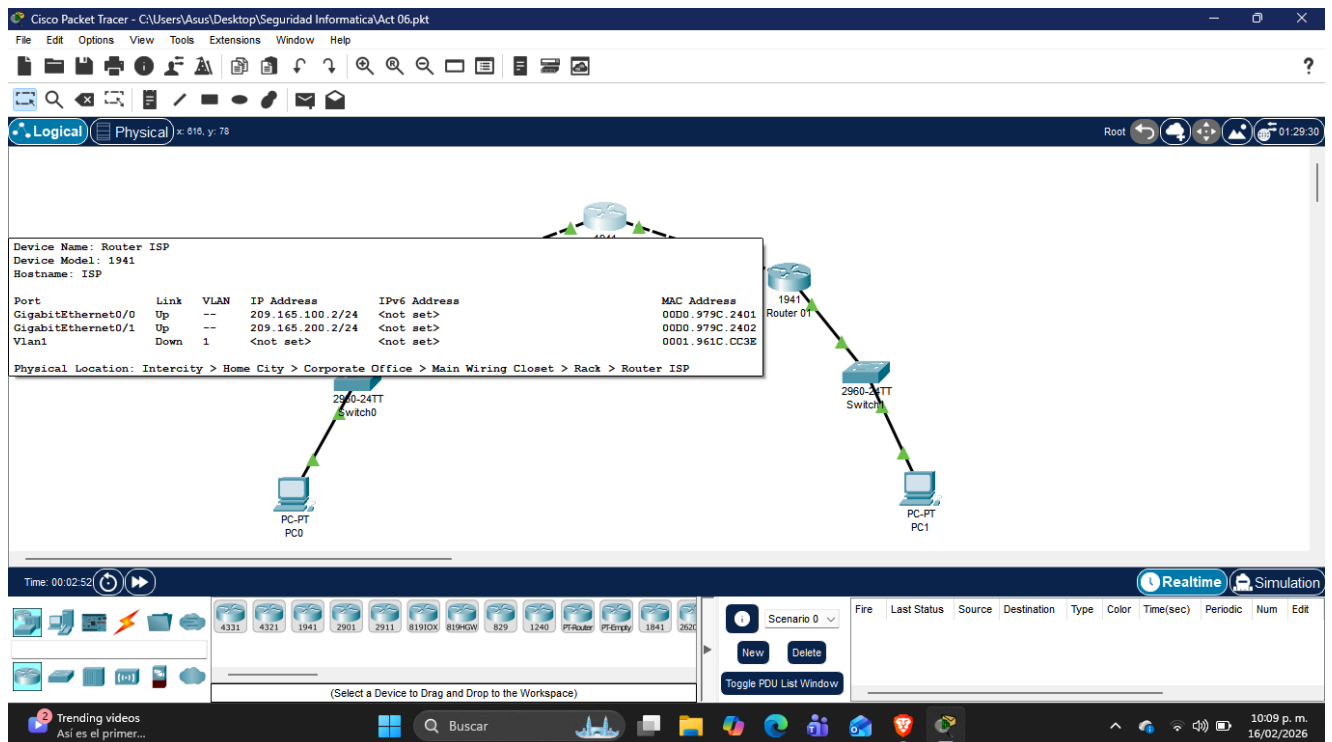 Cisco Packet Tracer - C:\Users\Asus\Desktop\Seguridad Informatica\Act 06.pkt
File Edit Options View Tools Extensions Window Help
?
Logical Physical x: 616, y: 78 Root 01:29:30
Device Name: Router ISP
Device Model: 1941
Hostname: ISP
Port Link VLAN IP Address IPv6 Address MAC Address
GigabitEthernet0/0 Up -- 209.165.100.2/24 <not set> 00D0.979C.2401
GigabitEthernet0/1 Up -- 209.165.200.2/24 <not set> 00D0.979C.2402
Vlan1 Down 1 <not set> <not set> 0001.961C.CC3E
Physical Location: Intercity > Home City > Corporate Office > Main Wiring Closet > Rack > Router ISP
1941
Router 01
2960-24TT
Switch0
2960-24TT
Switch1
PC-PT
PC0
PC-PT
PC1
Time: 00:02:52 Realtime Simulation
4331 4321 1941 2901 2911 819IOX 819HGW 829 1240 PT-Router PT-Empty 1841 2620
(Select a Device to Drag and Drop to the Workspace)
Scenario 0
New Delete
Toggle PDU List Window
Fire Last Status Source Destination Type Color Time(sec) Periodic Num Edit
2 Trending videos
Así es el primer...
Buscar
10:09 p. m.
16/02/2026